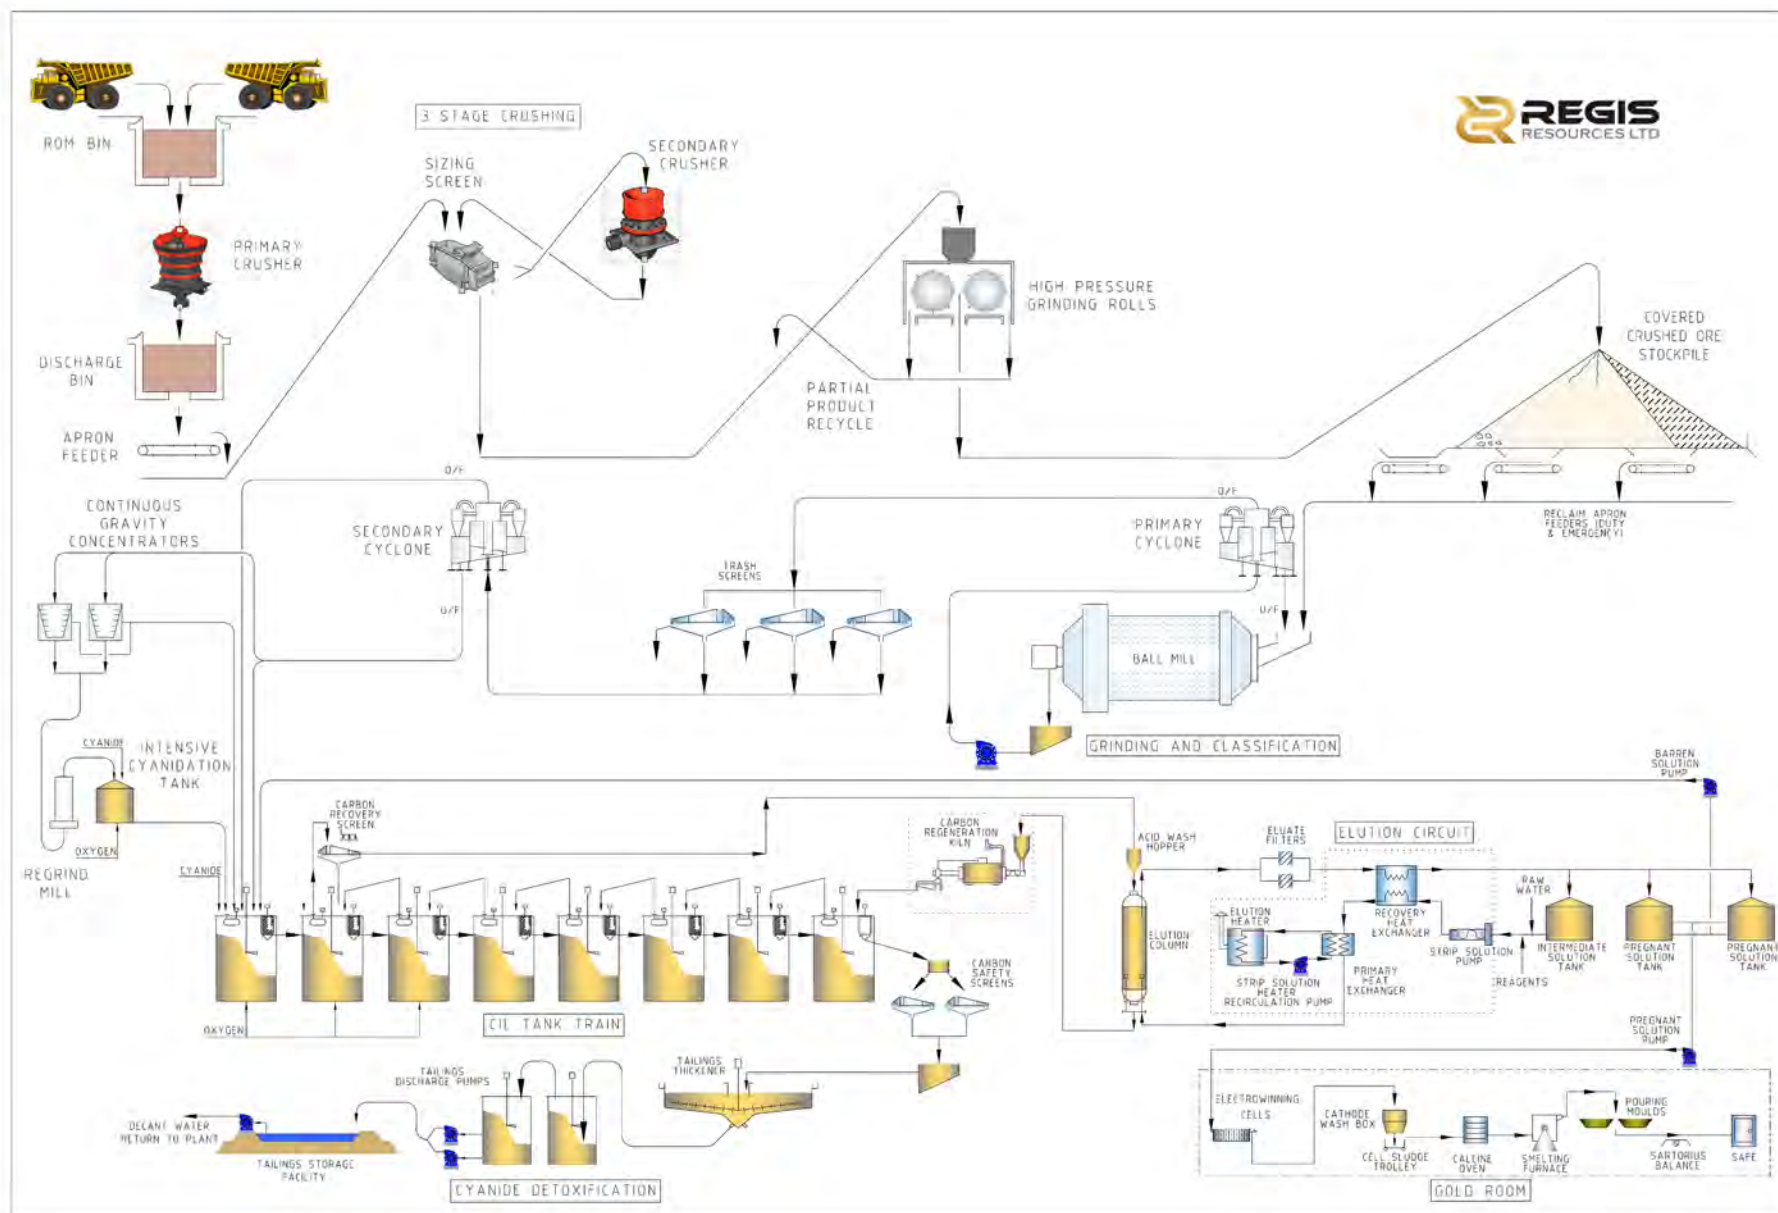 REGIS
RESOURCES LTD
ROM BIN
3 STAGE CRUSHING
SIZING
SCREEN
SECONDARY
CRUSHER
PRIMARY
CRUSHER
HIGH PRESSURE
GRINDING ROLLS
COVERED
CRUSHED ORE
STOCKPILE
DISCHARGE
BIN
PARTIAL
PRODUCT
RECYCLE
APRON
FEEDER
O/F
O/F
CONTINUOUS
GRAVITY
CONCENTRATORS
SECONDARY
CYCLONE
PRIMARY
CYCLONE
RECLAIM APRON
FEEDERS (DUTY
& EMERGENCY)
TRASH
SCREENS
U/F
U/F
BALL MILL
GRINDING AND CLASSIFICATION
CYANIDE
INTENSIVE
CYANIDATION
TANK
BARREN
SOLUTION
PUMP
CARBON
RECOVERY
SCREEN
CARBON
REGENERATION
KILN
ACID WASH
HOPPER
ELUATE
FILTERS
ELUTION CIRCUIT
OXYGEN
REGRIND
MILL
CYANIDE
RAW
WATER
ELUTION
HEATER
RECOVERY
HEAT
EXCHANGER
ELUTION
COLUMN
STRIP SOLUTION
PUMP
INTERMEDIATE
SOLUTION
TANK
PREGNANT
SOLUTION
TANK
PREGNANT
SOLUTION
TANK
CARBON
SAFETY
SCREENS
STRIP SOLUTION
HEATER
RECIRCULATION PUMP
PRIMARY
HEAT
EXCHANGER
REAGENTS
OXYGEN
CIL TANK TRAIN
PREGNANT
SOLUTION
PUMP
TAILINGS
DISCHARGE PUMPS
TAILINGS
THICKENER
ELECTROWINNING
CELLS
CATHODE
WASH BOX
POURING
MOULDS
DECANT WATER
RETURN TO PLANT
CELL SLUDGE
TROLLEY
CALCINE
OVEN
SMELTING
FURNACE
SARTORIUS
BALANCE
SAFE
TAILINGS STORAGE
FACILITY
CYANIDE DETOXIFICATION
GOLD ROOM